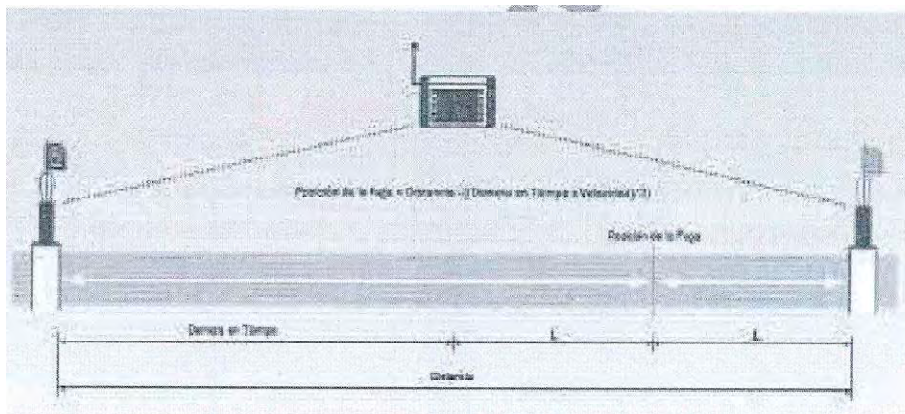 Posición de la Fuga = Distancia - (( Demora en Tiempo x Velocidad)/2)
Posición de la Fuga
Demora en Tiempo L L
Distancia